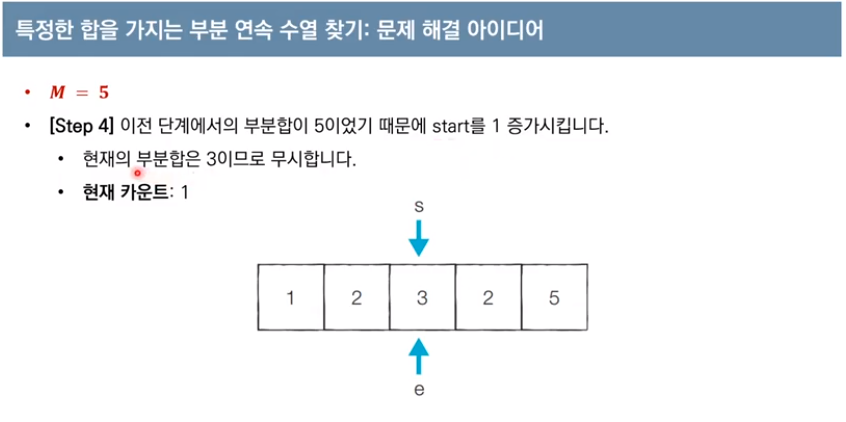 특정한 합을 가지는 부분 연속 수열 찾기: 문제 해결 아이디어
• M = 5
• [Step 4] 이전 단계에서의 부분합이 5이었기 때문에 start를 1 증가시킵니다.
• 현재의 부분합은 3이므로 무시합니다.
• 현재 카운트: 1
s
1 2 3 2 5
e